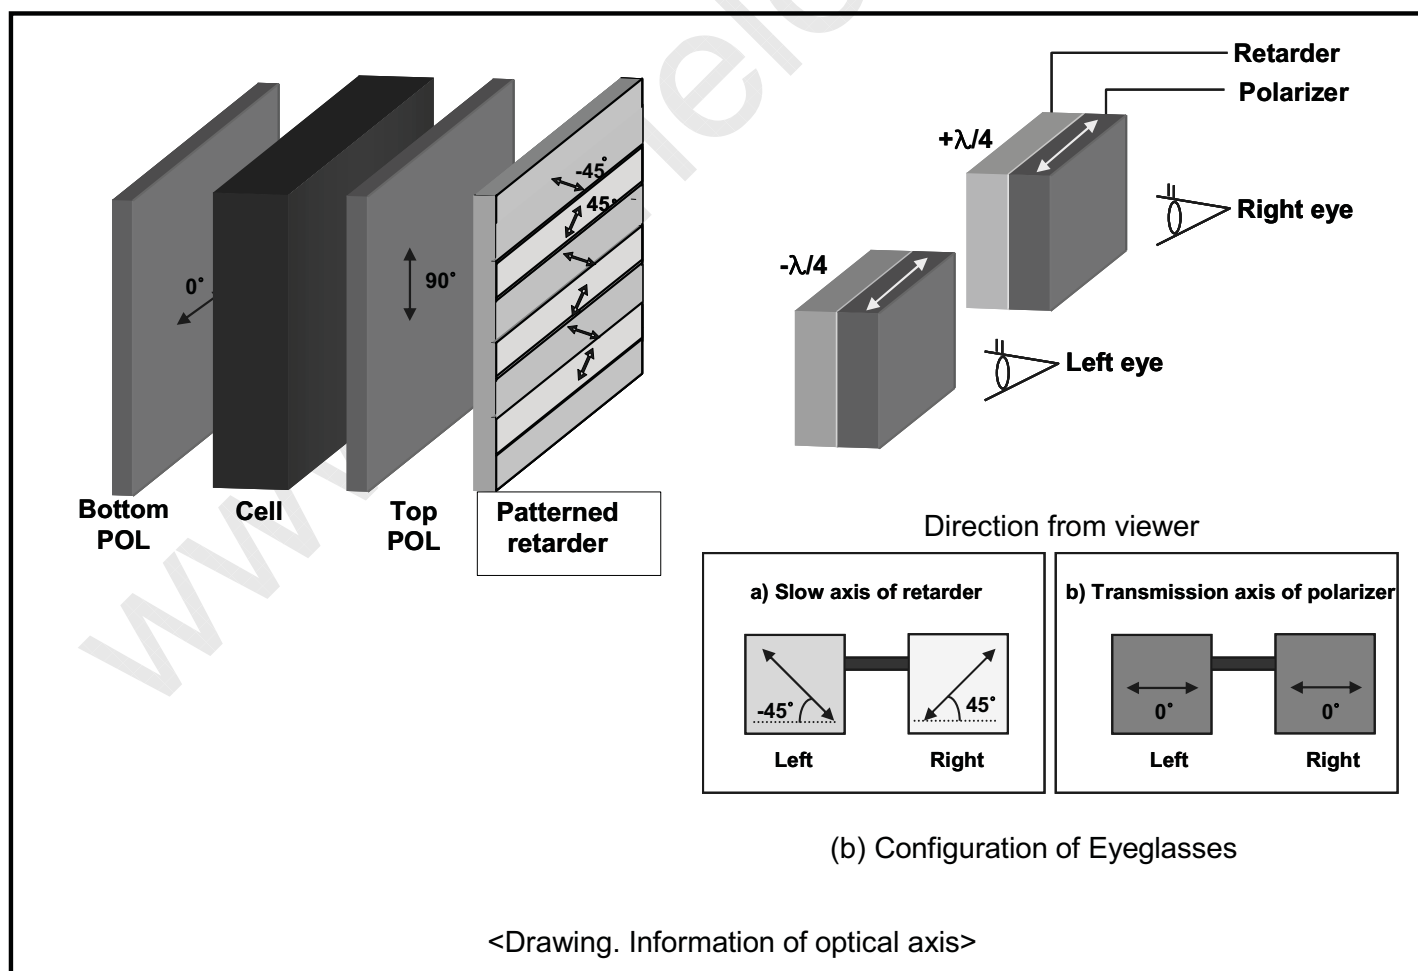 Retarder
Polarizer
+λ/4
-45°
45°
Right eye
-λ/4
0°
90°
Left eye
Bottom
POL
Cell
Top
POL
Patterned
retarder
Direction from viewer
a) Slow axis of retarder
-45°
45°
Left
Right
b) Transmission axis of polarizer
0°
0°
Left
Right
(b) Configuration of Eyeglasses
<Drawing. Information of optical axis>